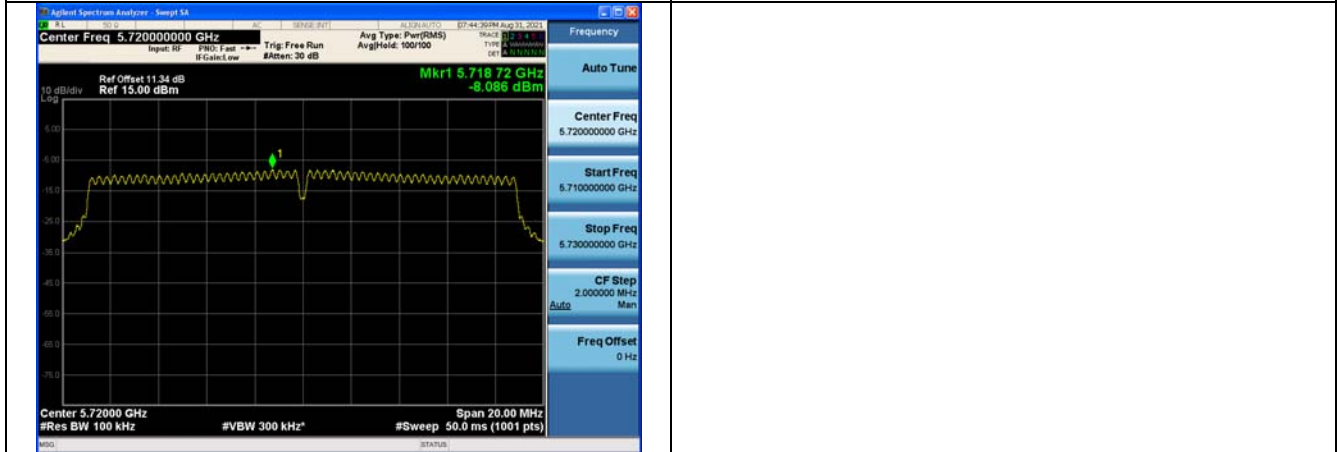 Agilent Spectrum Analyzer - Swept SA
RL 50 Ω AC SENSE:INT ALIGN AUTO 07:44:39 PM Aug 31, 2021
Center Freq 5.720000000 GHz
Input: RF PNO: Fast Trig: Free Run Avg Type: Pwr(RMS) TRACE 1 2 3 4 5 6
IFGain:Low #Atten: 30 dB Avg|Hold: 100/100 TYPE
DET A N N N N N
Frequency
Mkr1 5.718 72 GHz
-8.086 dBm
Ref Offset 11.34 dB
10 dB/div Ref 15.00 dBm
Log
5.00
-5.00
-15.0
-25.0
-35.0
-45.0
-55.0
-65.0
-75.0
1
Center 5.72000 GHz Span 20.00 MHz
#Res BW 100 kHz #VBW 300 kHz* #Sweep 50.0 ms (1001 pts)
MSG STATUS
Auto Tune
Center Freq
5.720000000 GHz
Start Freq
5.710000000 GHz
Stop Freq
5.730000000 GHz
CF Step
2.000000 MHz
Auto Man
Freq Offset
0 Hz